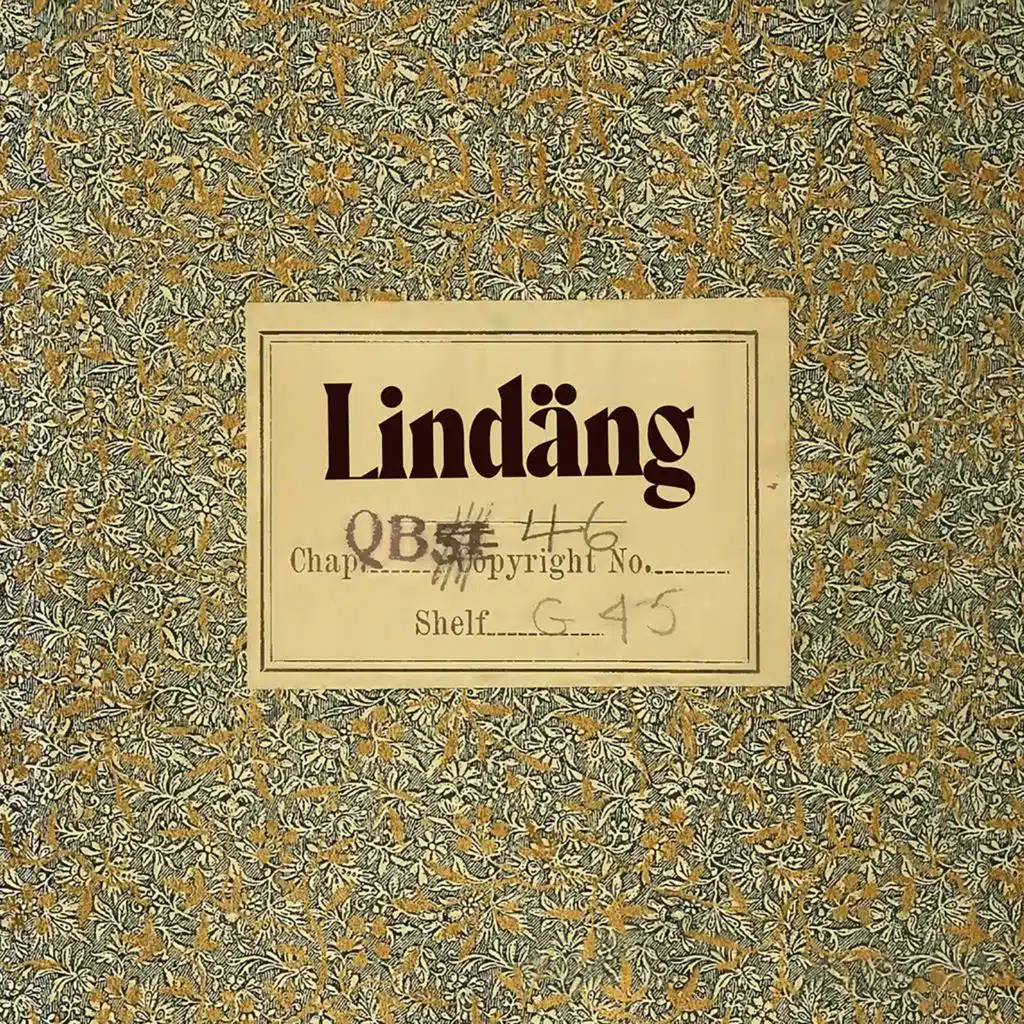 Lindäng
QB51 46
Chap. Copyright No.
Shelf G 45